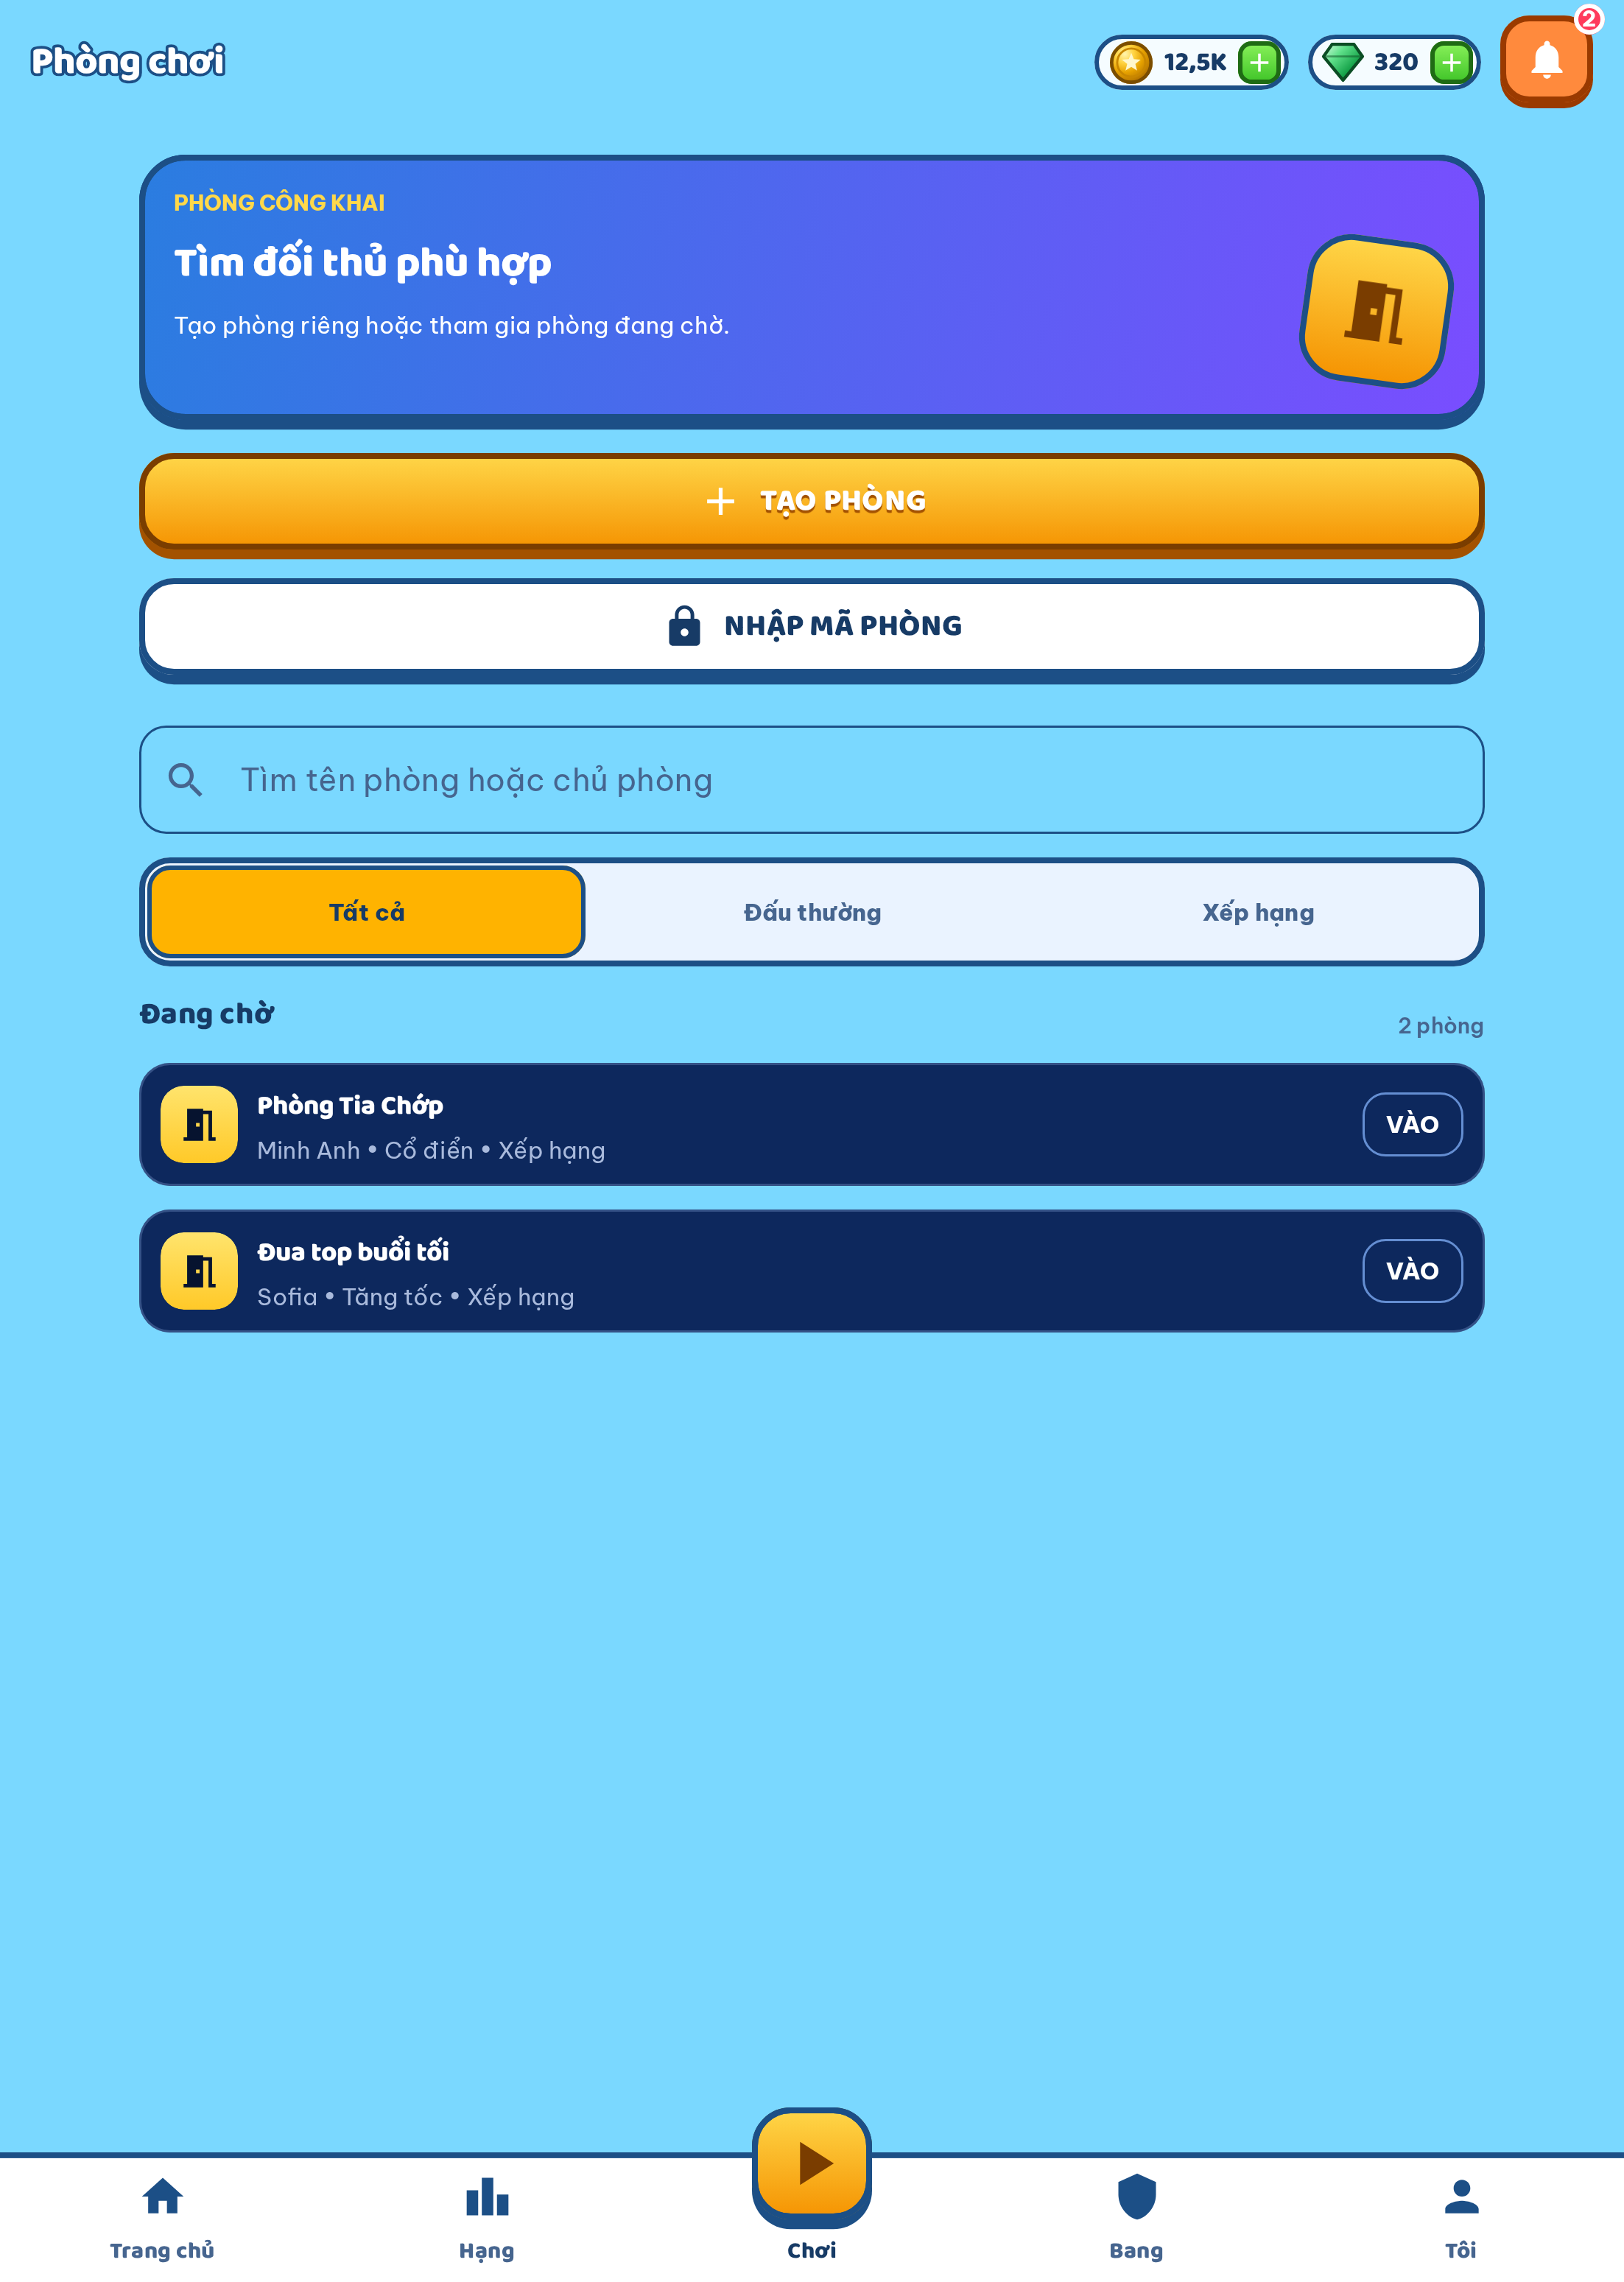 Phòng chơi
12,5K
320
2
PHÒNG CÔNG KHAI
Tìm đối thủ phù hợp
Tạo phòng riêng hoặc tham gia phòng đang chờ.
TẠO PHÒNG
NHẬP MÃ PHÒNG
Tìm tên phòng hoặc chủ phòng
Tất cả
Đấu thường
Xếp hạng
Đang chờ
2 phòng
Phòng Tia Chớp
Minh Anh • Cổ điển • Xếp hạng
VÀO
Đua top buổi tối
Sofia • Tăng tốc • Xếp hạng
VÀO
Trang chủ
Hạng
Chơi
Bang
Tôi